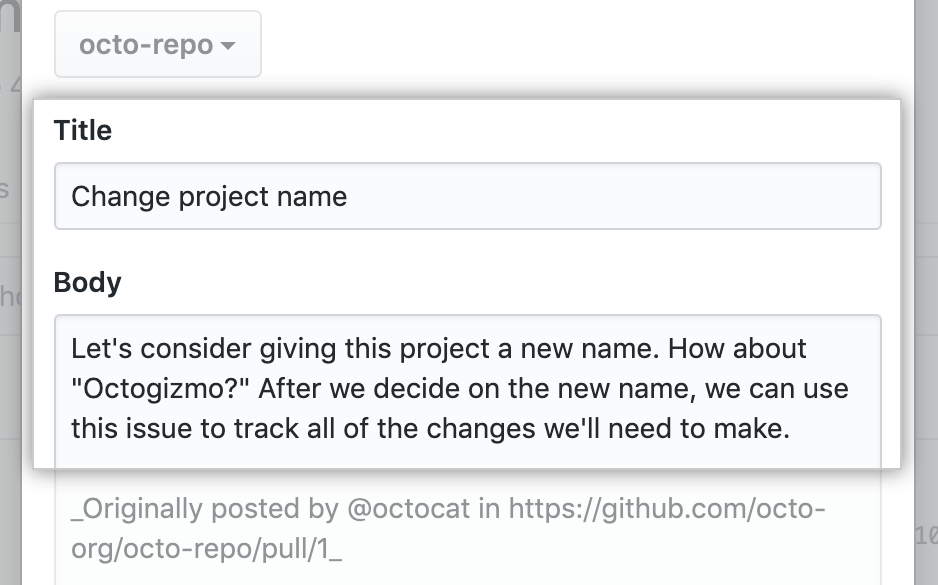 octo-repo
Title
Change project name
Body
Let's consider giving this project a new name. How about
"Octogizmo?" After we decide on the new name, we can use
this issue to track all of the changes we'll need to make.
_Originally posted by @octocat in https://github.com/octo-
org/octo-repo/pull/1_